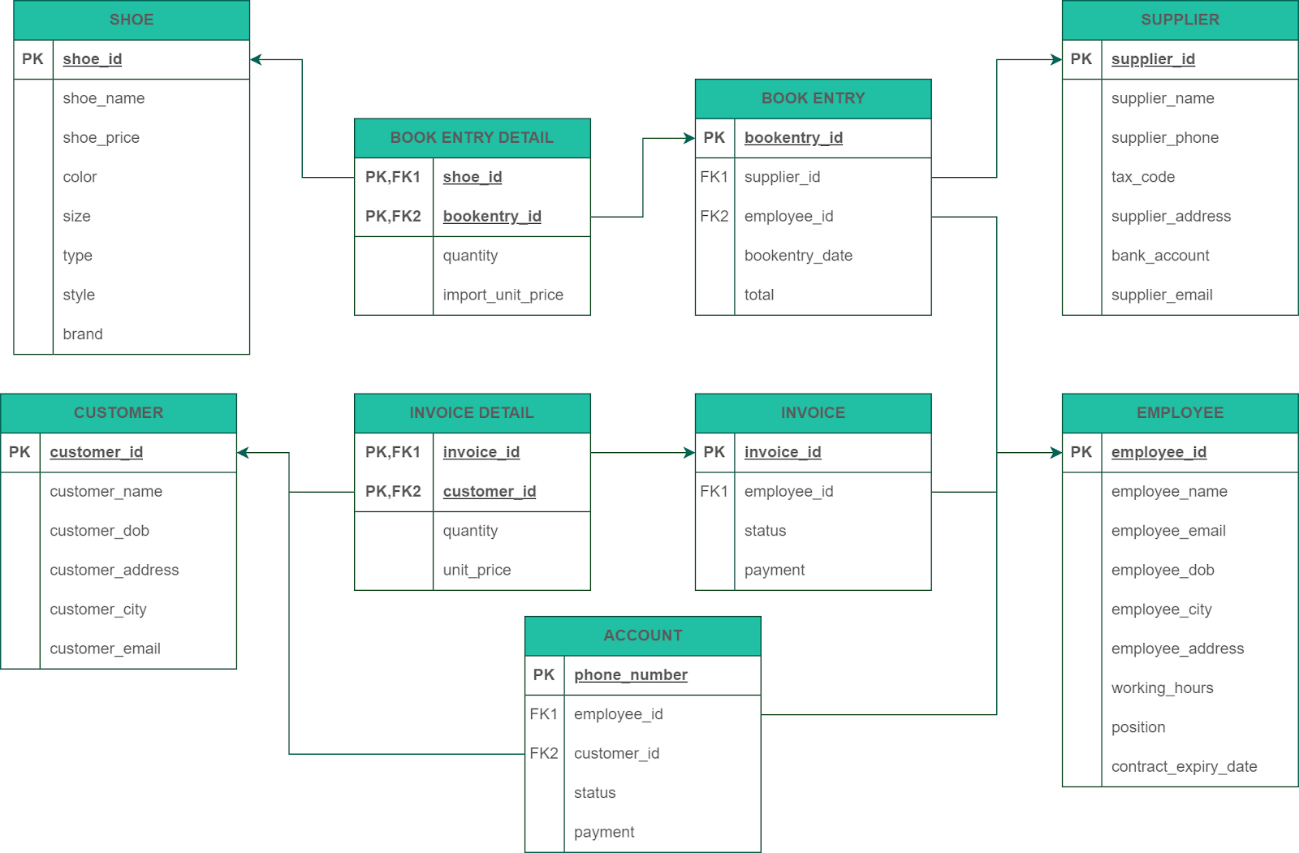 SHOE
PK shoe_id
shoe_name
shoe_price
color
size
type
style
brand
BOOK ENTRY DETAIL
PK,FK1 shoe_id
PK,FK2 bookentry_id
quantity
import_unit_price
BOOK ENTRY
PK bookentry_id
FK1 supplier_id
FK2 employee_id
bookentry_date
total
SUPPLIER
PK supplier_id
supplier_name
supplier_phone
tax_code
supplier_address
bank_account
supplier_email
CUSTOMER
PK customer_id
customer_name
customer_dob
customer_address
customer_city
customer_email
INVOICE DETAIL
PK,FK1 invoice_id
PK,FK2 customer_id
quantity
unit_price
INVOICE
PK invoice_id
FK1 employee_id
status
payment
EMPLOYEE
PK employee_id
employee_name
employee_email
employee_dob
employee_city
employee_address
working_hours
position
contract_expiry_date
ACCOUNT
PK phone_number
FK1 employee_id
FK2 customer_id
status
payment